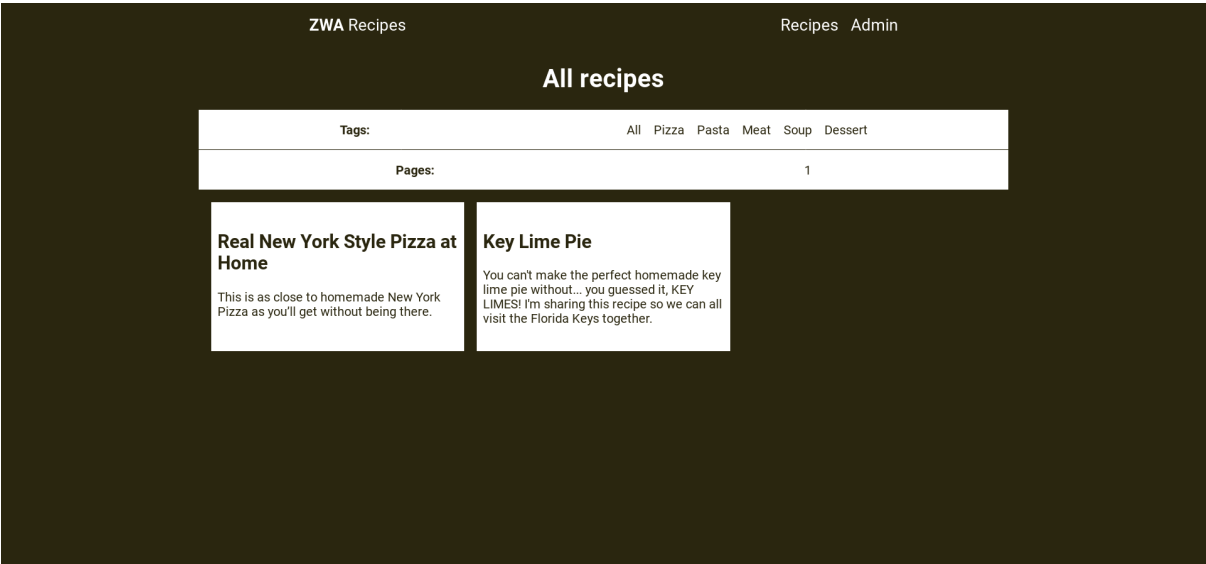 ZWA Recipes Recipes Admin
All recipes
Tags: All Pizza Pasta Meat Soup Dessert
Pages: 1
Real New York Style Pizza at
Home
This is as close to homemade New York
Pizza as you'll get without being there.
Key Lime Pie
You can't make the perfect homemade key
lime pie without... you guessed it, KEY
LIMES! I'm sharing this recipe so we can all
visit the Florida Keys together.